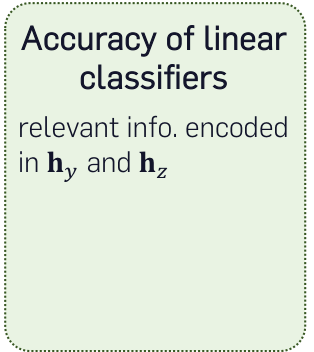 Accuracy of linear
classifiers
relevant info. encoded
in h_y and h_z